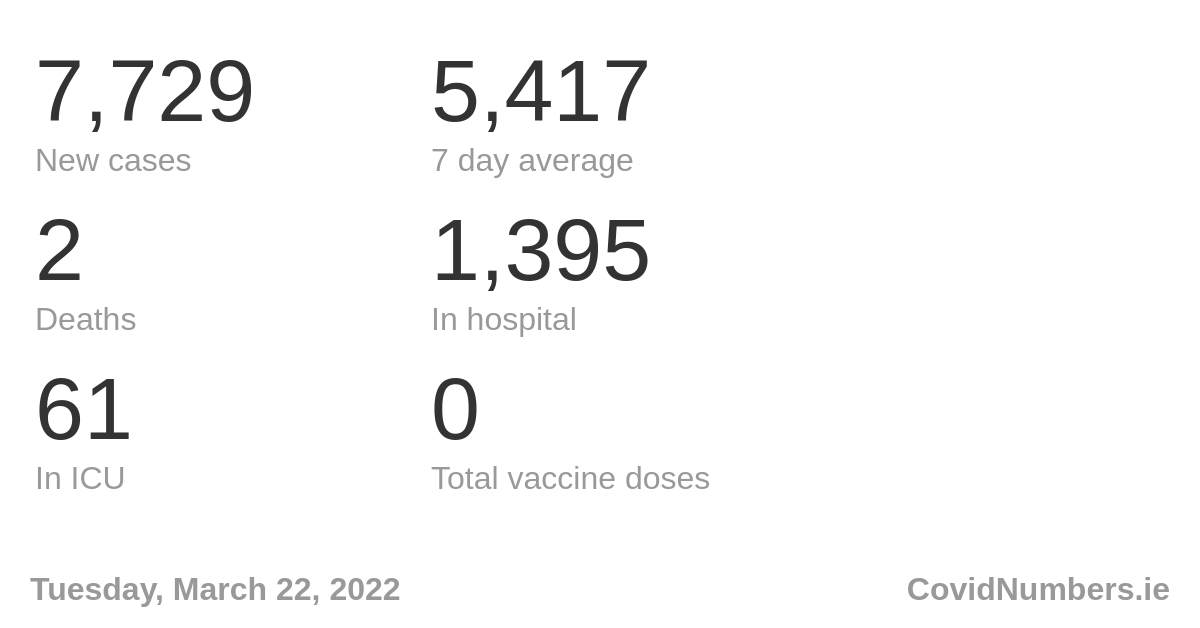 7,729
New cases
5,417
7 day average
2
Deaths
1,395
In hospital
61
In ICU
0
Total vaccine doses
Tuesday, March 22, 2022
CovidNumbers.ie